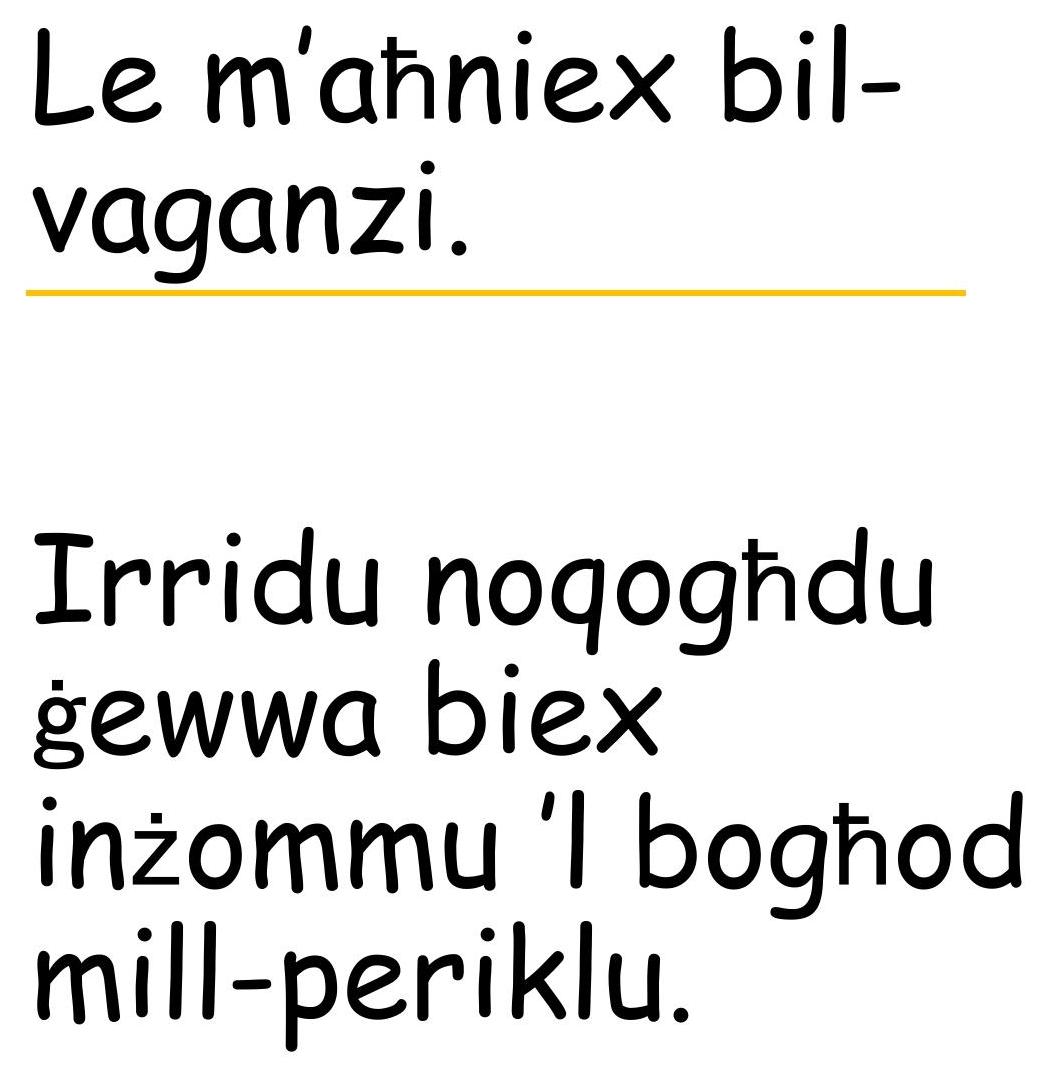 Le m'aħniex bil-
vaganzi.
Irridu noqogħdu
ġewwa biex
inżommu 'l bogħod
mill-periklu.